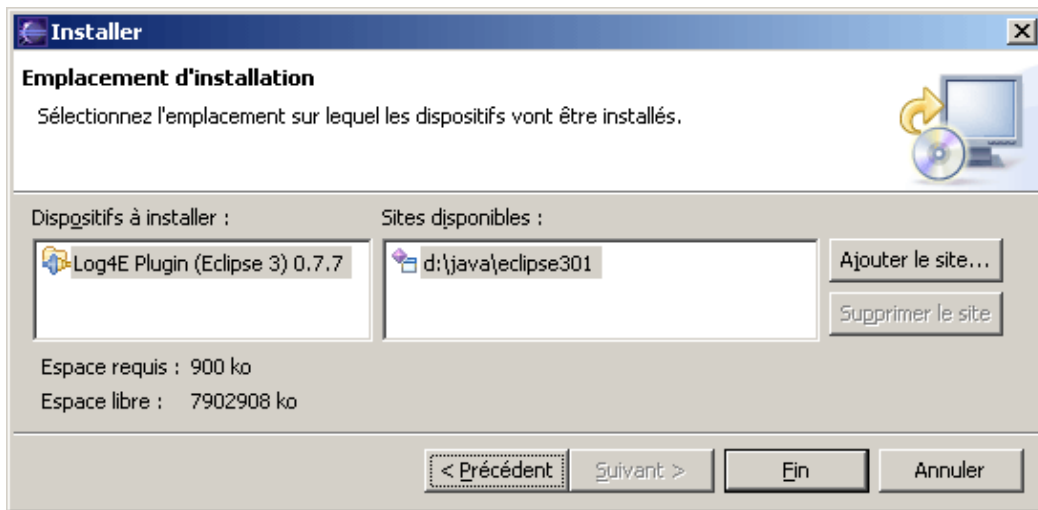 Installer
Emplacement d'installation
Sélectionnez l'emplacement sur lequel les dispositifs vont être installés.
Dispositifs à installer :
Sites disponibles :
Log4E Plugin (Eclipse 3) 0.7.7
d:\java\eclipse301
Ajouter le site...
Supprimer le site
Espace requis : 900 ko
Espace libre : 7902908 ko
< Précédent
Suivant >
Fin
Annuler